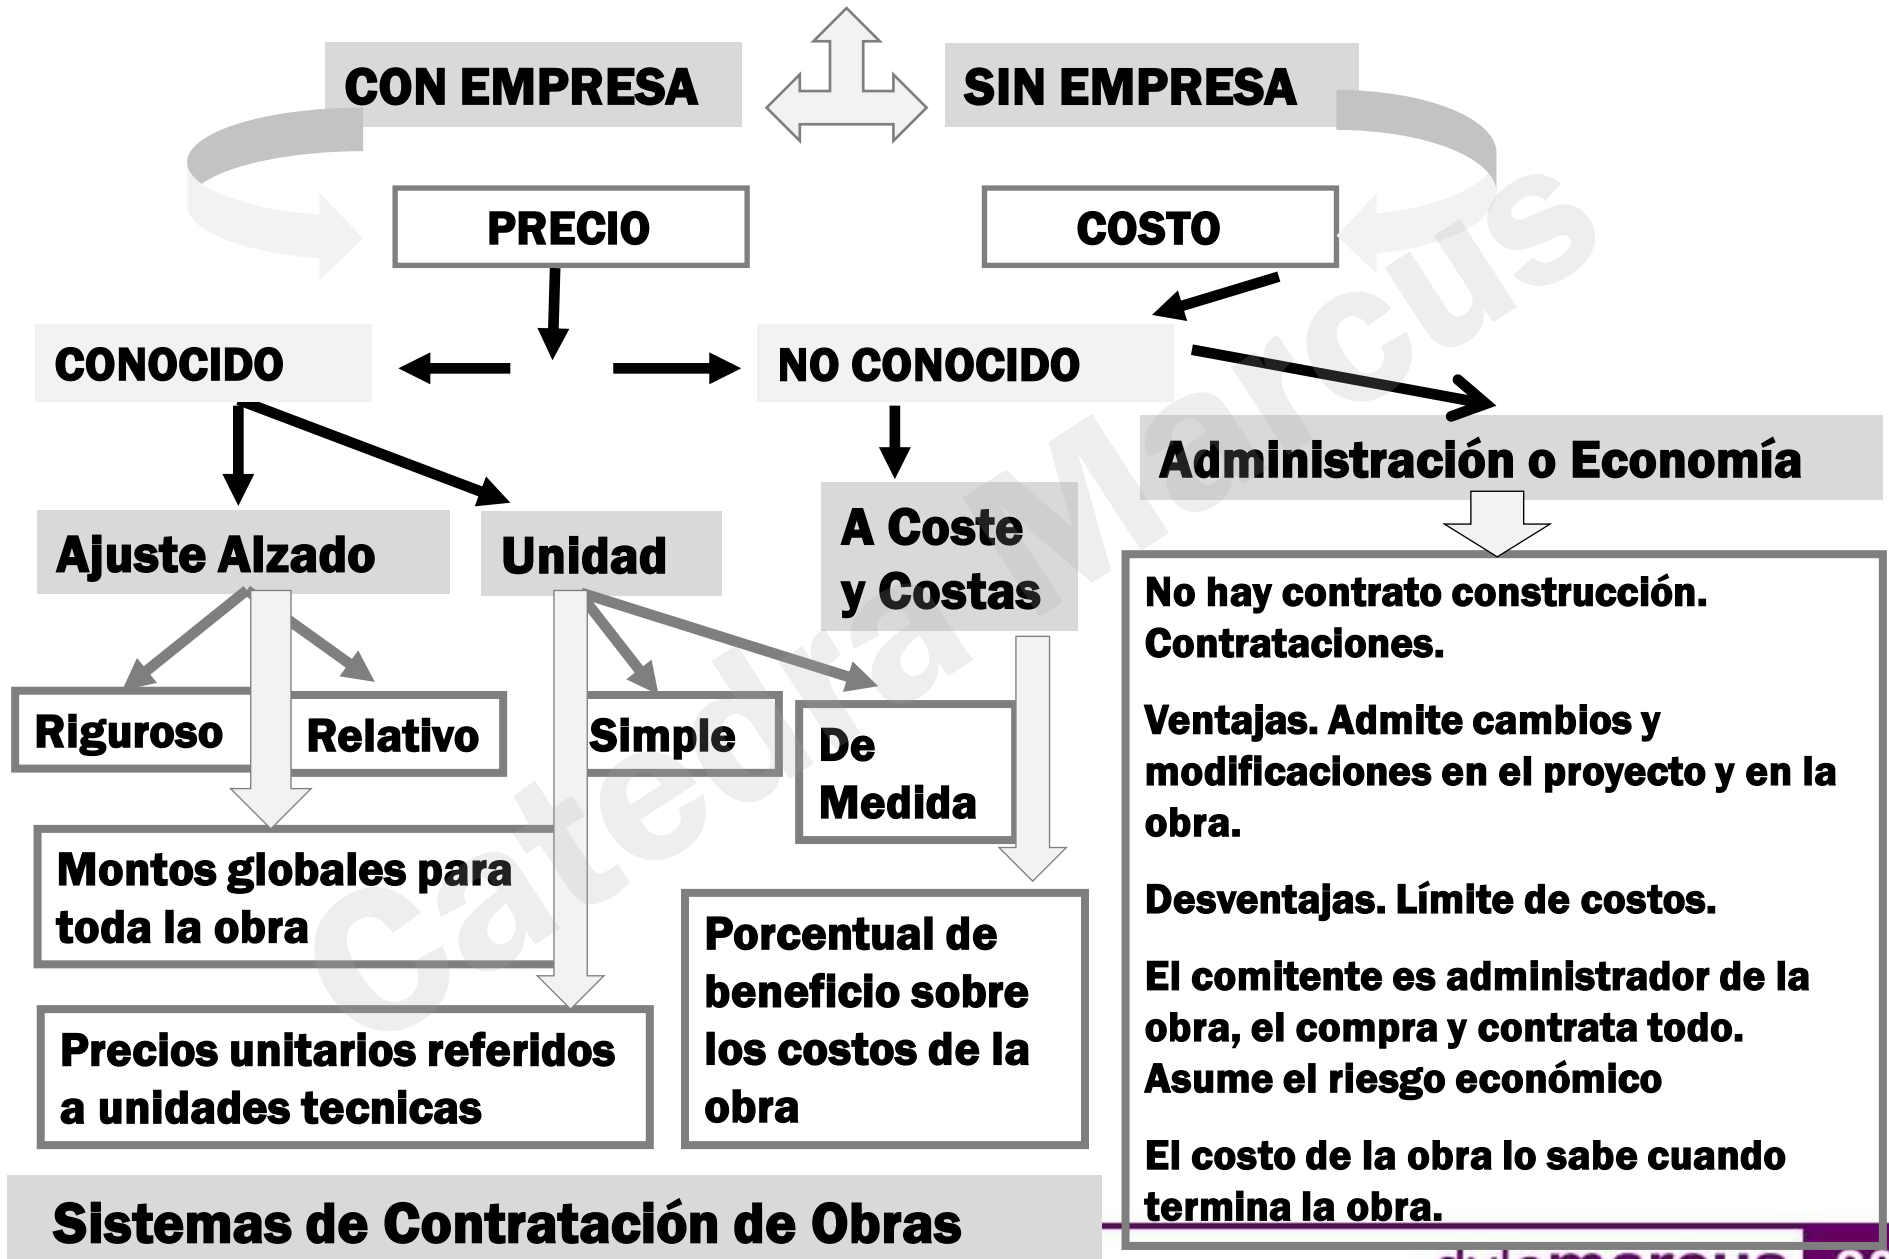 CON EMPRESA
SIN EMPRESA
PRECIO
COSTO
CONOCIDO
NO CONOCIDO
Administración o Economía
Ajuste Alzado
Unidad
A Coste
y Costas
Riguroso
Relativo
Simple
De
Medida
Montos globales para
toda la obra
Precios unitarios referidos
a unidades tecnicas
Porcentual de
beneficio sobre
los costos de la
obra
No hay contrato construcción.
Contrataciones.
Ventajas. Admite cambios y
modificaciones en el proyecto y en la
obra.
Desventajas. Límite de costos.
El comitente es administrador de la
obra, el compra y contrata todo.
Asume el riesgo económico
El costo de la obra lo sabe cuando
termina la obra.
Sistemas de Contratación de Obras
Catedra Marcus